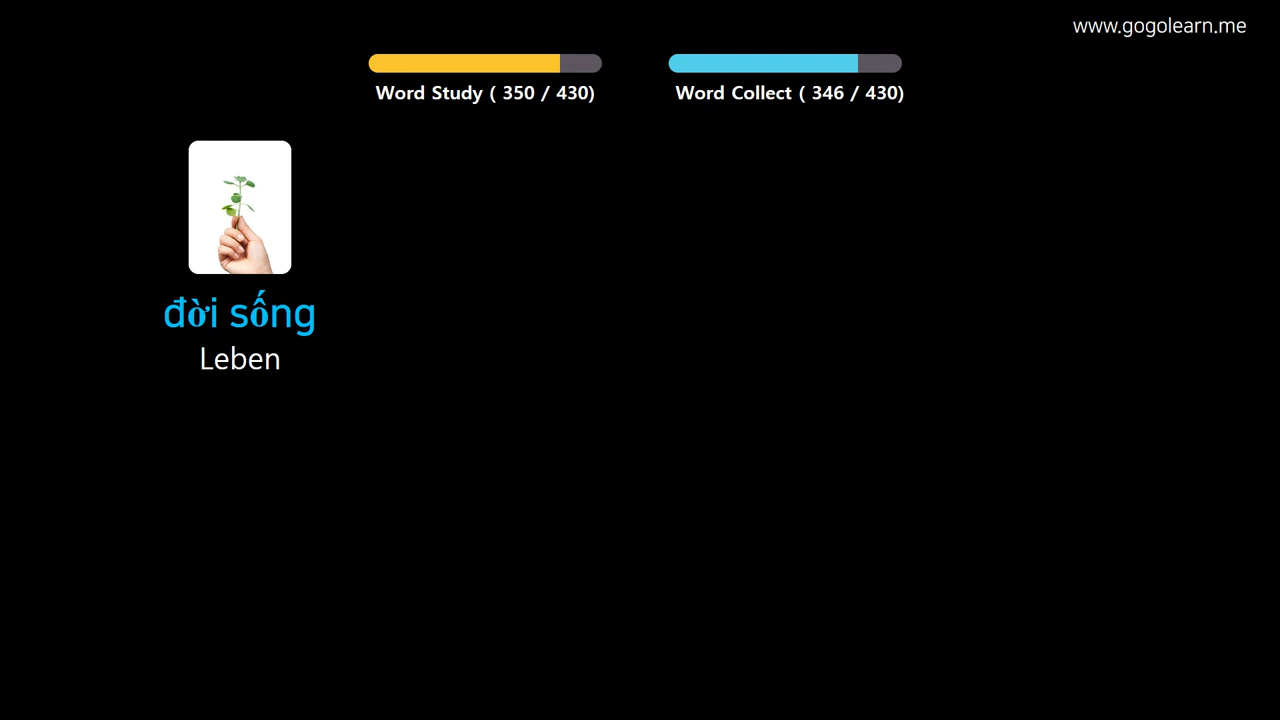 www.gogolearn.me
Word Study ( 350 / 430)
Word Collect ( 346 / 430)
đời sống
Leben